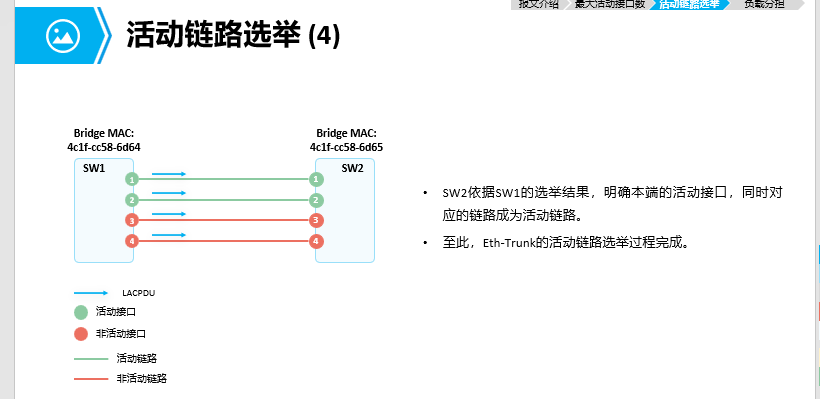 报文介绍 最大活动接口数 活动链路选举 负载分担
活动链路选举 (4)
Bridge MAC:
4c1f-cc58-6d64
Bridge MAC:
4c1f-cc58-6d65
SW1
SW2
1 1
2 2
3 3
4 4
• SW2依据SW1的选举结果，明确本端的活动接口，同时对
应的链路成为活动链路。
• 至此，Eth-Trunk的活动链路选举过程完成。
LACPDU
活动接口
非活动接口
活动链路
非活动链路